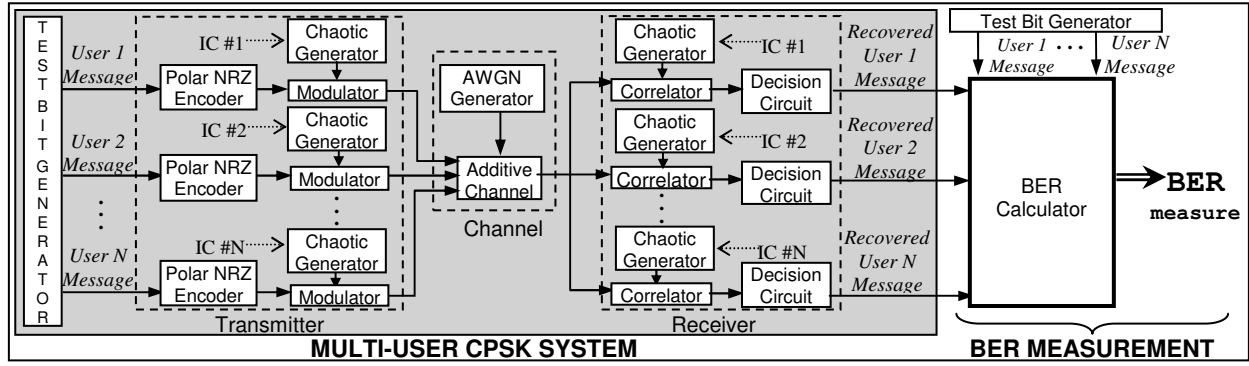 TEST BIT GENERATOR
User 1
Message
User 2
Message
User N
Message
IC #1
Chaotic
Generator
Polar NRZ
Encoder
Modulator
IC #2
Chaotic
Generator
Polar NRZ
Encoder
Modulator
IC #N
Chaotic
Generator
Polar NRZ
Encoder
Modulator
Transmitter
AWGN
Generator
Additive
Channel
Channel
Chaotic
Generator
IC #1
Correlator
Decision
Circuit
Chaotic
Generator
IC #2
Correlator
Decision
Circuit
Chaotic
Generator
IC #N
Correlator
Decision
Circuit
Receiver
Recovered
User 1
Message
Recovered
User 2
Message
Recovered
User N
Message
MULTI-USER CPSK SYSTEM
Test Bit Generator
User 1
Message
User N
Message
BER
Calculator
BER
measure
BER MEASUREMENT